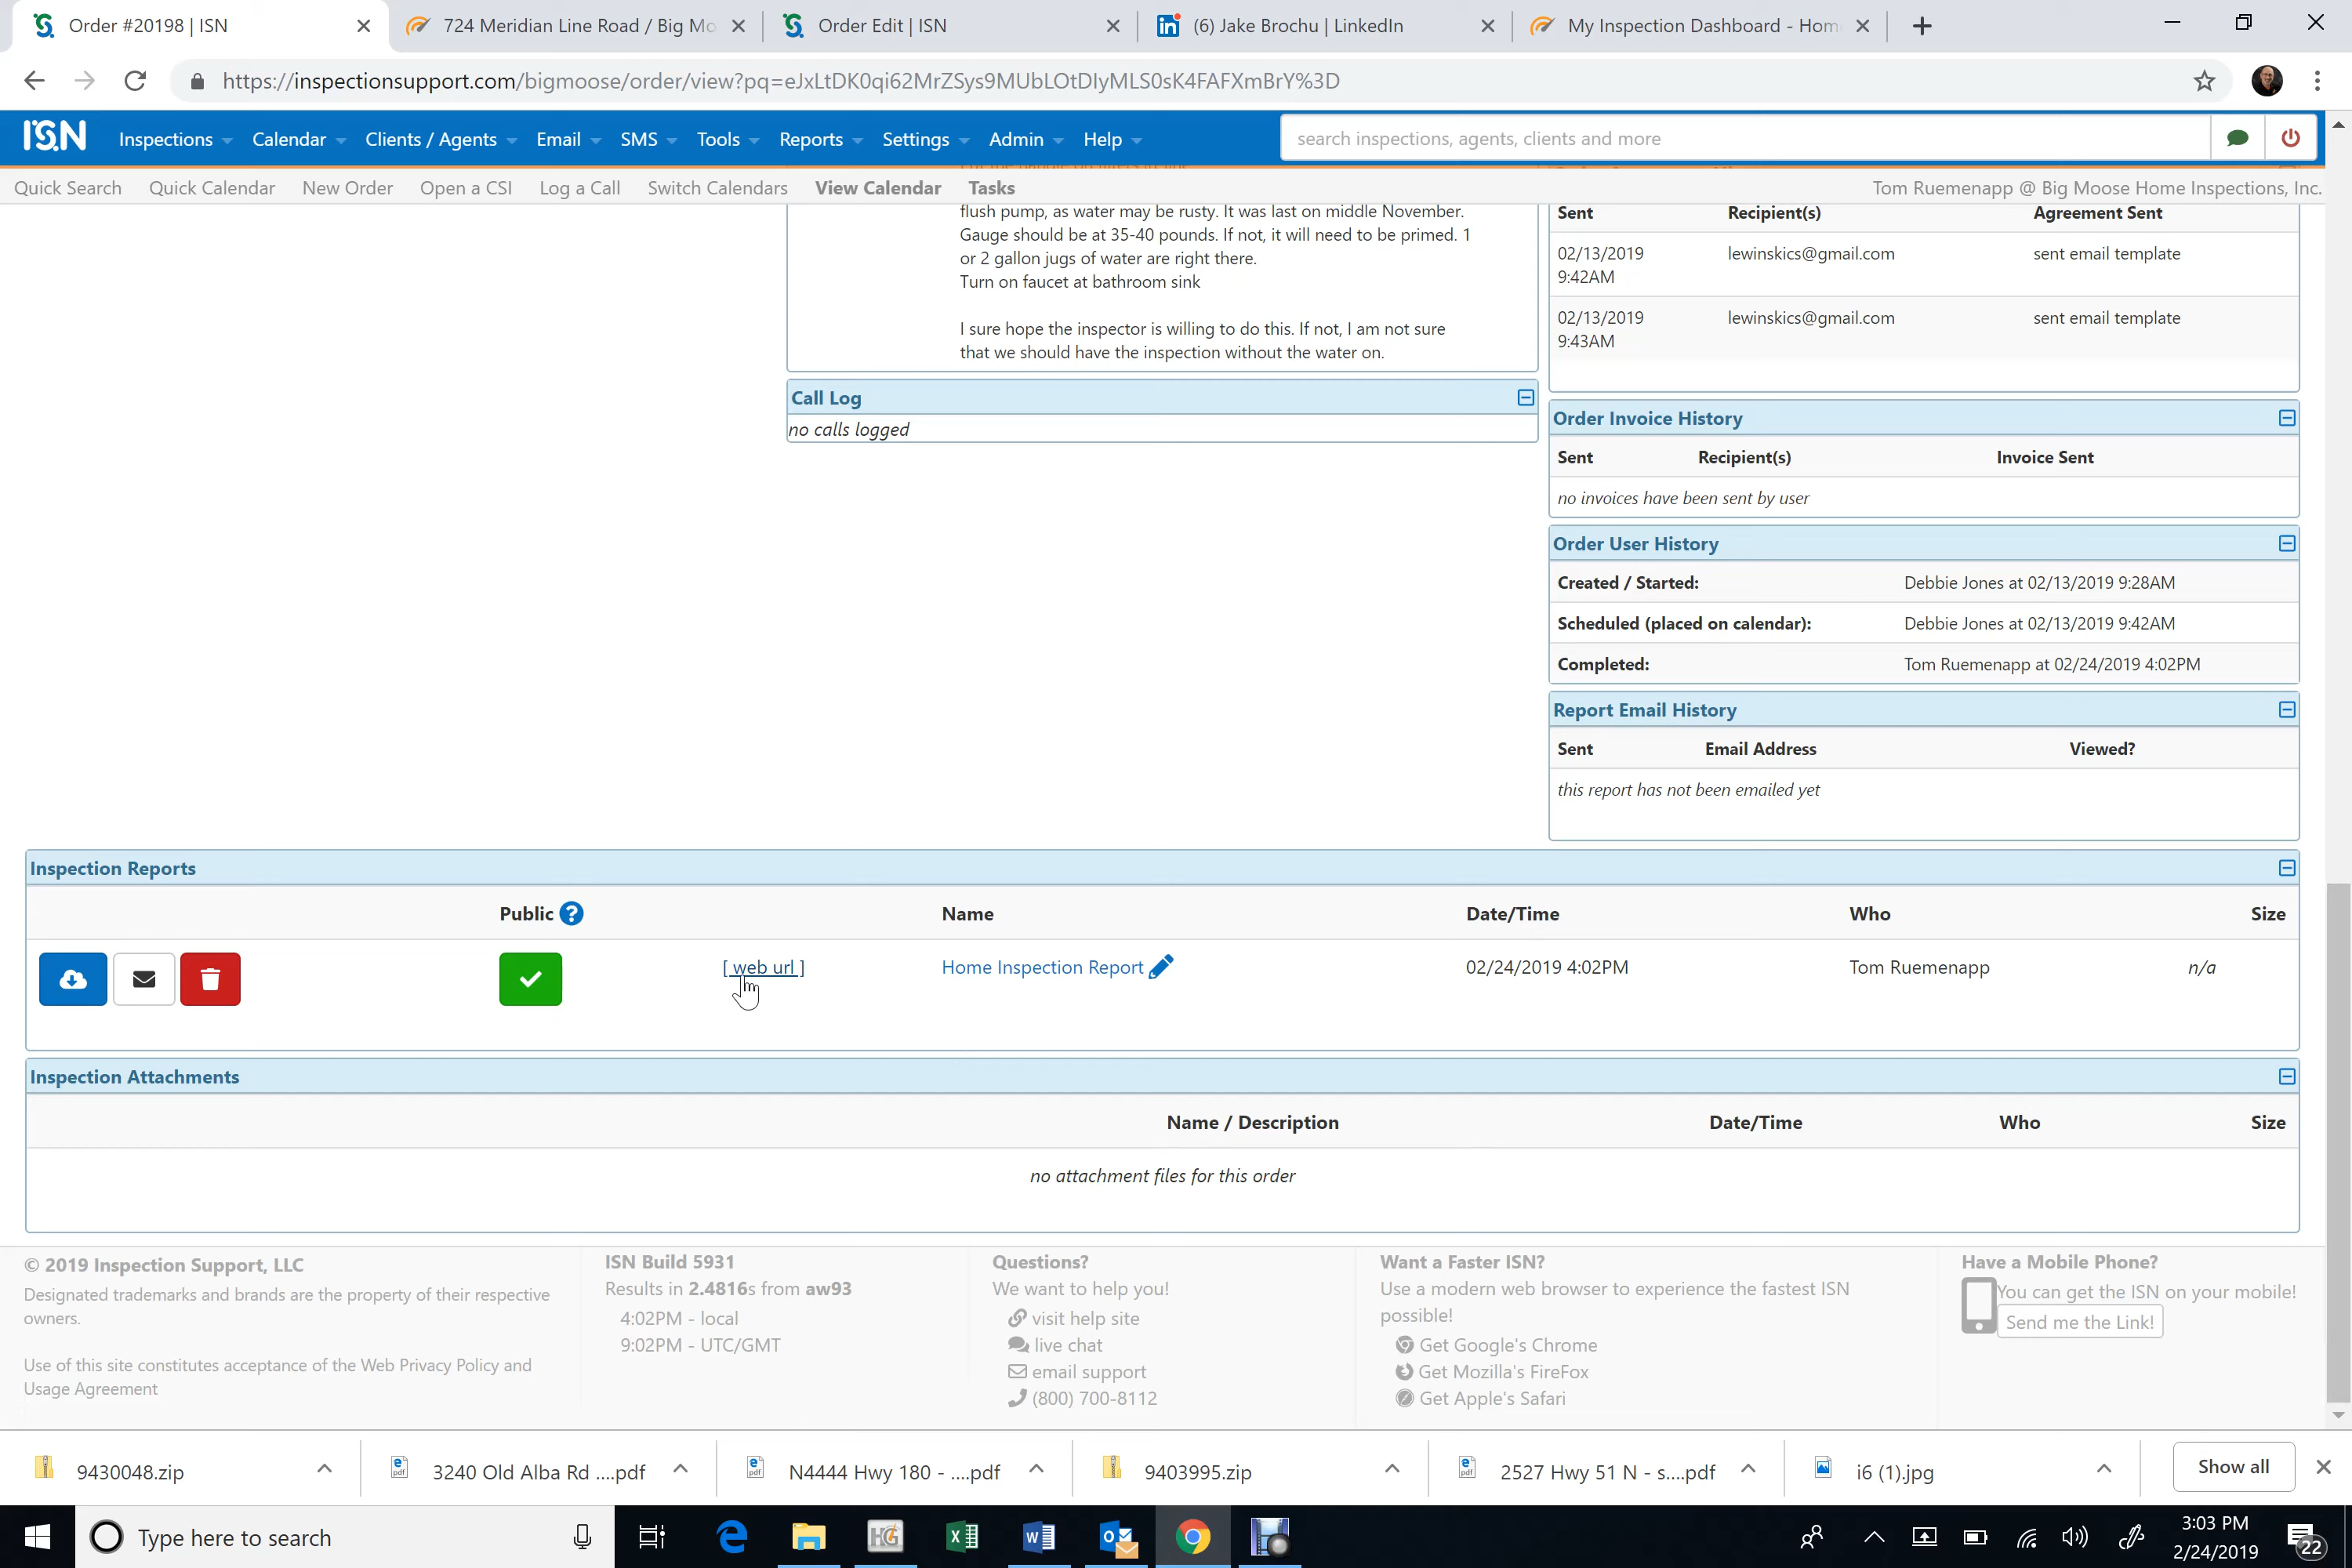 Order #20198 | ISN
724 Meridian Line Road / Big Mo
Order Edit | ISN
(6) Jake Brochu | LinkedIn
My Inspection Dashboard - Hom
https://inspectionsupport.com/bigmoose/order/view?pq=eJxLtDK0qi62MrZSys9MUbLOtDIyMLS0sK4FAFXmBrY%3D
ISN Inspections Calendar Clients / Agents Email SMS Tools Reports Settings Admin Help search inspections, agents, clients and more
Quick Search Quick Calendar New Order Open a CSI Log a Call Switch Calendars View Calendar Tasks Tom Ruemenapp @ Big Moose Home Inspections, Inc.
flush pump, as water may be rusty. It was last on middle November.
Gauge should be at 35-40 pounds. If not, it will need to be primed. 1
or 2 gallon jugs of water are right there.
Turn on faucet at bathroom sink
I sure hope the inspector is willing to do this. If not, I am not sure
that we should have the inspection without the water on.
Call Log
no calls logged
Sent Recipient(s) Agreement Sent
02/13/2019 lewinskics@gmail.com sent email template
9:42AM
02/13/2019 lewinskics@gmail.com sent email template
9:43AM
Order Invoice History
Sent Recipient(s) Invoice Sent
no invoices have been sent by user
Order User History
Created / Started: Debbie Jones at 02/13/2019 9:28AM
Scheduled (placed on calendar): Debbie Jones at 02/13/2019 9:42AM
Completed: Tom Ruemenapp at 02/24/2019 4:02PM
Report Email History
Sent Email Address Viewed?
this report has not been emailed yet
Inspection Reports
Public ? Name Date/Time Who Size
[ web url ] Home Inspection Report 02/24/2019 4:02PM Tom Ruemenapp n/a
Inspection Attachments
Name / Description Date/Time Who Size
no attachment files for this order
© 2019 Inspection Support, LLC
Designated trademarks and brands are the property of their respective
owners.
Use of this site constitutes acceptance of the Web Privacy Policy and
Usage Agreement
ISN Build 5931
Results in 2.4816s from aw93
4:02PM - local
9:02PM - UTC/GMT
Questions?
We want to help you!
visit help site
live chat
email support
(800) 700-8112
Want a Faster ISN?
Use a modern web browser to experience the fastest ISN
possible!
Get Google's Chrome
Get Mozilla's FireFox
Get Apple's Safari
Have a Mobile Phone?
You can get the ISN on your mobile!
Send me the Link!
9430048.zip
3240 Old Alba Rd ....pdf
N4444 Hwy 180 - ....pdf
9403995.zip
2527 Hwy 51 N - s....pdf
i6 (1).jpg
Show all
Type here to search
HG
3:03 PM
2/24/2019
22